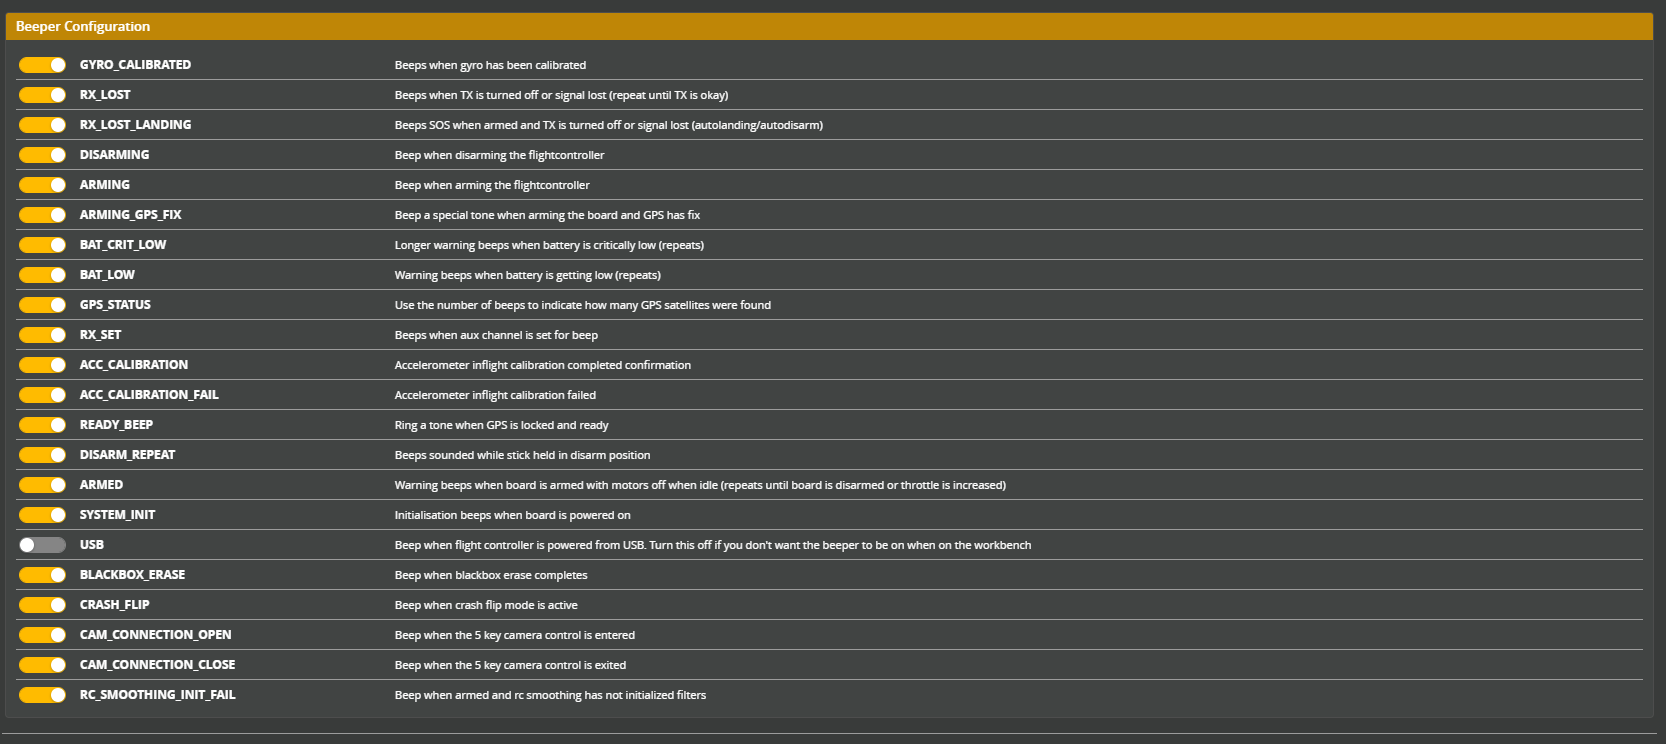 Beeper Configuration
GYRO_CALIBRATED Beeps when gyro has been calibrated
RX_LOST Beeps when TX is turned off or signal lost (repeat until TX is okay)
RX_LOST_LANDING Beeps SOS when armed and TX is turned off or signal lost (autolanding/autodisarm)
DISARMING Beep when disarming the flightcontroller
ARMING Beep when arming the flightcontroller
ARMING_GPS_FIX Beep a special tone when arming the board and GPS has fix
BAT_CRIT_LOW Longer warning beeps when battery is critically low (repeats)
BAT_LOW Warning beeps when battery is getting low (repeats)
GPS_STATUS Use the number of beeps to indicate how many GPS satellites were found
RX_SET Beeps when aux channel is set for beep
ACC_CALIBRATION Accelerometer inflight calibration completed confirmation
ACC_CALIBRATION_FAIL Accelerometer inflight calibration failed
READY_BEEP Ring a tone when GPS is locked and ready
DISARM_REPEAT Beeps sounded while stick held in disarm position
ARMED Warning beeps when board is armed with motors off when idle (repeats until board is disarmed or throttle is increased)
SYSTEM_INIT Initialisation beeps when board is powered on
USB Beep when flight controller is powered from USB. Turn this off if you don't want the beeper to be on when on the workbench
BLACKBOX_ERASE Beep when blackbox erase completes
CRASH_FLIP Beep when crash flip mode is active
CAM_CONNECTION_OPEN Beep when the 5 key camera control is entered
CAM_CONNECTION_CLOSE Beep when the 5 key camera control is exited
RC_SMOOTHING_INIT_FAIL Beep when armed and rc smoothing has not initialized filters